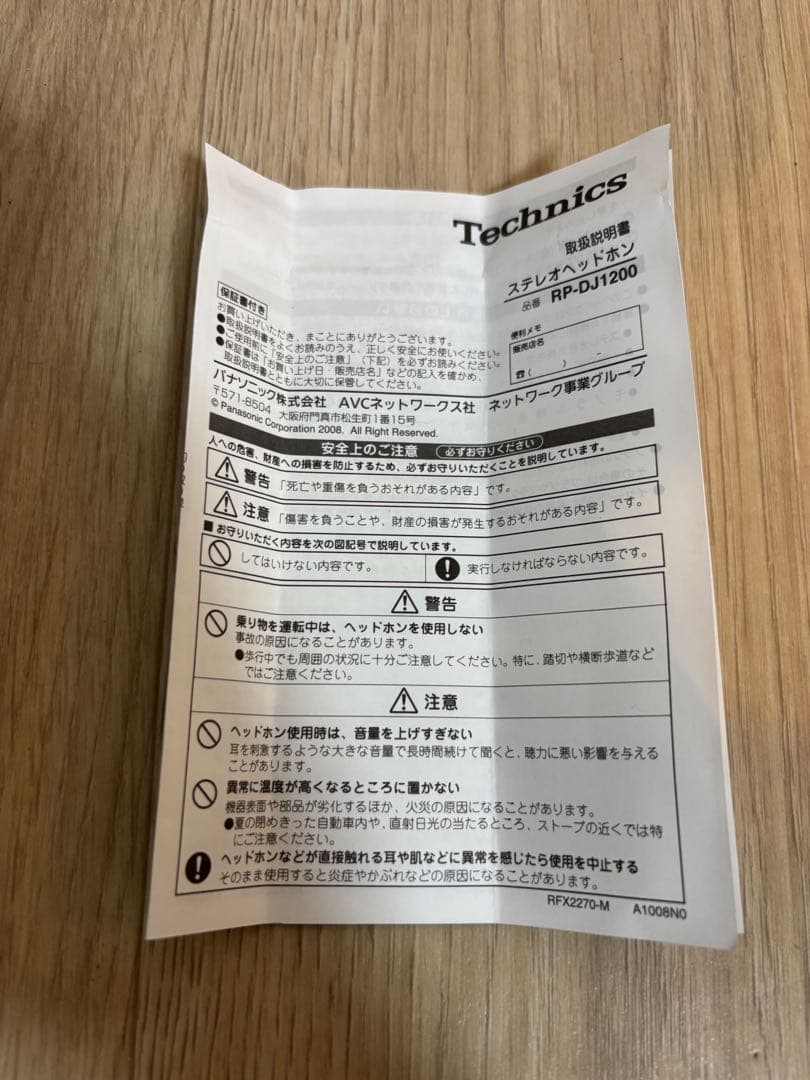 Technics
取扱説明書
ステレオヘッドホン
品番 RP-DJ1200
便利メモ
販売店名
☎( ) -
保証書付き
お買い上げいただき、まことにありがとうございます。
●取扱説明書をよくお読みのうえ、正しく安全にお使いください。
●ご使用前に「安全上のご注意」（下記）を必ずお読みください。
●保証書は「お買い上げ日・販売店名」などの記入を確かめ、
取扱説明書とともに大切に保管してください。
パナソニック株式会社 AVCネットワークス社 ネットワーク事業グループ
〒571-8504 大阪府門真市松生町1番15号
© Panasonic Corporation 2008. All Right Reserved.
安全上のご注意 必ずお守りください
人への危害、財産への損害を防止するため、必ずお守りいただくことを説明しています。
警告 「死亡や重傷を負うおそれがある内容」です。
注意 「傷害を負うことや、財産の損害が発生するおそれがある内容」です。
■ お守りいただく内容を次の図記号で説明しています。
してはいけない内容です。 実行しなければならない内容です。
警告
乗り物を運転中は、ヘッドホンを使用しない
事故の原因になることがあります。
●歩行中でも周囲の状況に十分ご注意してください。特に、踏切や横断歩道など
ではご注意ください。
注意
ヘッドホン使用時は、音量を上げすぎない
耳を刺激するような大きな音量で長時間続けて聞くと、聴力に悪い影響を与える
ことがあります。
異常に温度が高くなるところに置かない
機器表面や部品が劣化するほか、火災の原因になることがあります。
●夏の閉めきった自動車内や、直射日光の当たるところ、ストーブの近くでは特
にご注意ください。
ヘッドホンなどが直接触れる耳や肌などに異常を感じたら使用を中止する
そのまま使用すると炎症やかぶれなどの原因になることがあります。
RFX2270-M A1008N0